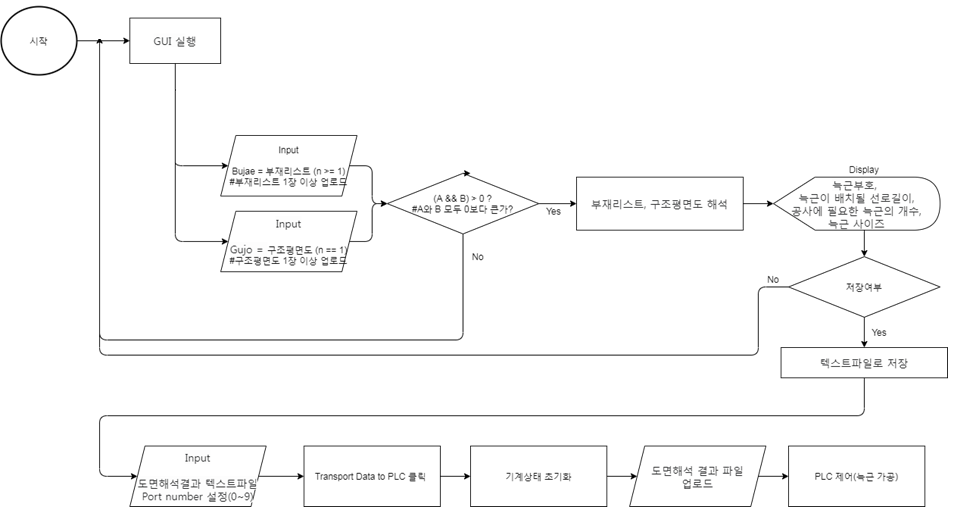 시작
GUI 실행
Input
Bujae = 부재리스트 (n >= 1)
#부재리스트 1장 이상 업로드
Input
Gujo = 구조평면도 (n == 1)
#구조평면도 1장 이상 업로드
(A && B) > 0 ?
#A와 B 모두 0보다 큰가?
Yes
No
부재리스트, 구조평면도 해석
Display
늑근부호,
늑근이 배치될 선로길이,
공사에 필요한 늑근의 개수,
늑근 사이즈
저장여부
No
Yes
텍스트파일로 저장
Input
도면해석결과 텍스트파일
Port number 설정(0~9)
Transport Data to PLC 클릭
기계상태 초기화
도면해석 결과 파일
업로드
PLC 제어(늑근 가공)